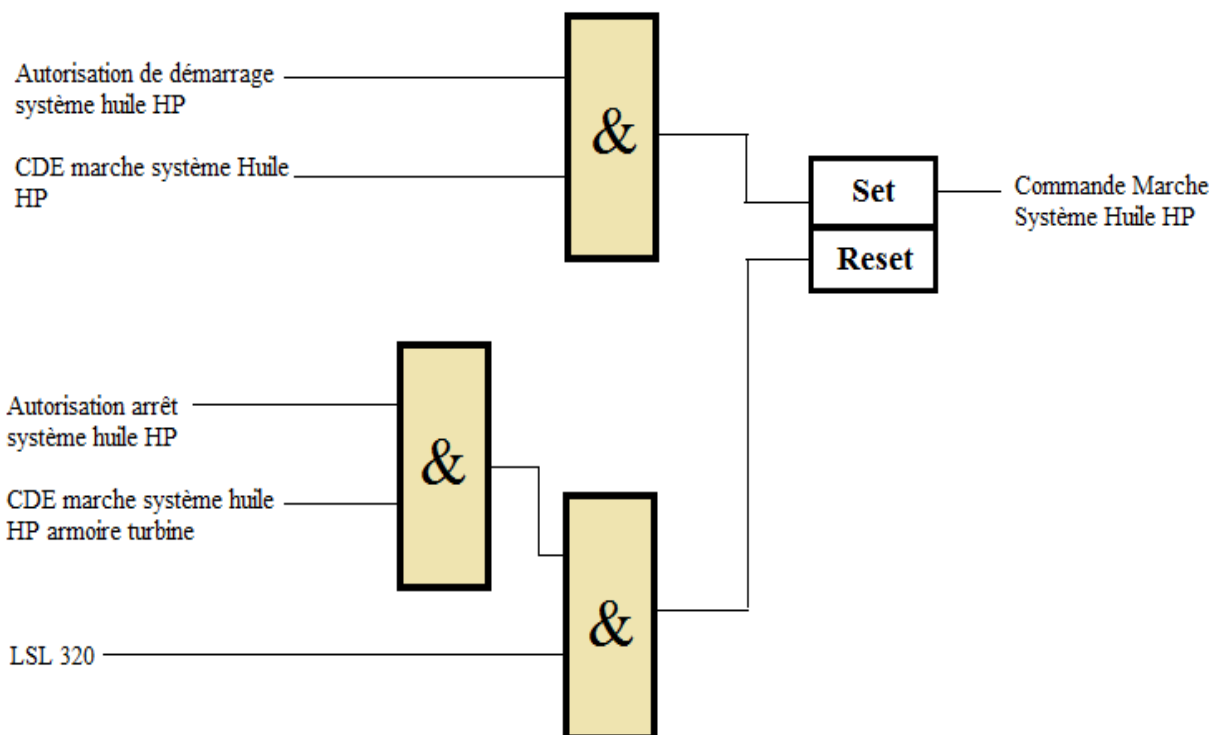 Autorisation de démarrage
système huile HP
&
CDE marche système Huile
HP
Set
Reset
Commande Marche
Système Huile HP
Autorisation arrêt
système huile HP
&
CDE marche système huile
HP armoire turbine
&
LSL 320